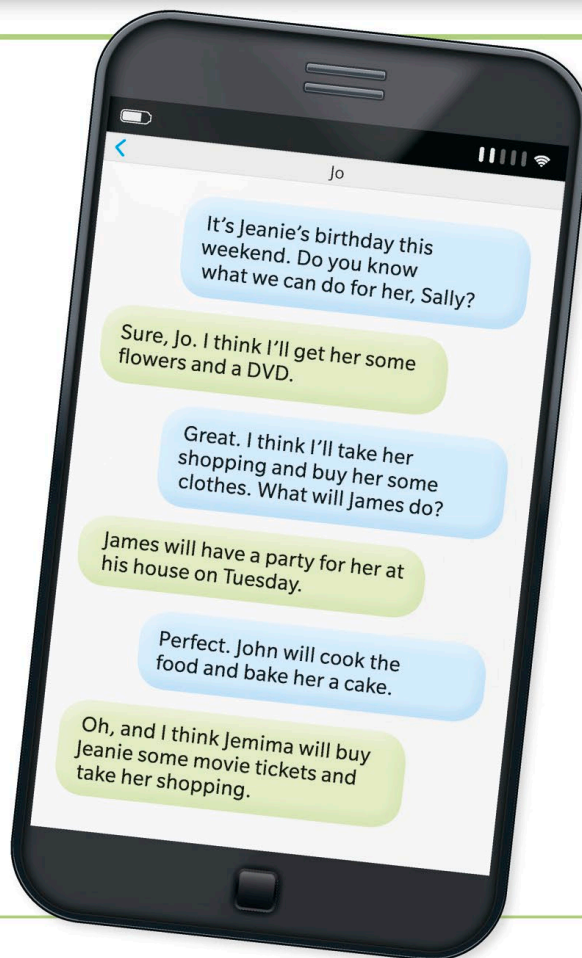 Jo
It's Jeanie's birthday this
weekend. Do you know
what we can do for her, Sally?
Sure, Jo. I think I'll get her some
flowers and a DVD.
Great. I think I'll take her
shopping and buy her some
clothes. What will James do?
James will have a party for her at
his house on Tuesday.
Perfect. John will cook the
food and bake her a cake.
Oh, and I think Jemima will buy
Jeanie some movie tickets and
take her shopping.